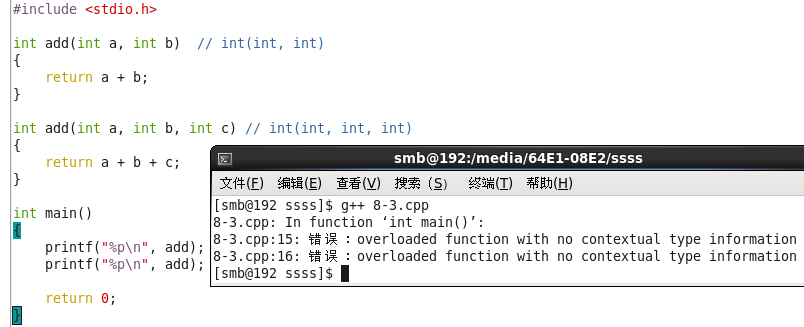 #include <stdio.h>
int add(int a, int b)  // int(int, int)
{
    return a + b;
}
int add(int a, int b, int c) // int(int, int, int)
{
    return a + b + c;
}
int main()
{
    printf("%p\n", add);
    printf("%p\n", add);
    return 0;
}
smb@192:/media/64E1-08E2/ssss
文件(F) 编辑(E) 查看(V) 搜索 (S) 终端(T) 帮助(H)
[smb@192 ssss]$ g++ 8-3.cpp
8-3.cpp: In function ‘int main()’:
8-3.cpp:15: 错误：overloaded function with no contextual type information
8-3.cpp:16: 错误：overloaded function with no contextual type information
[smb@192 ssss]$